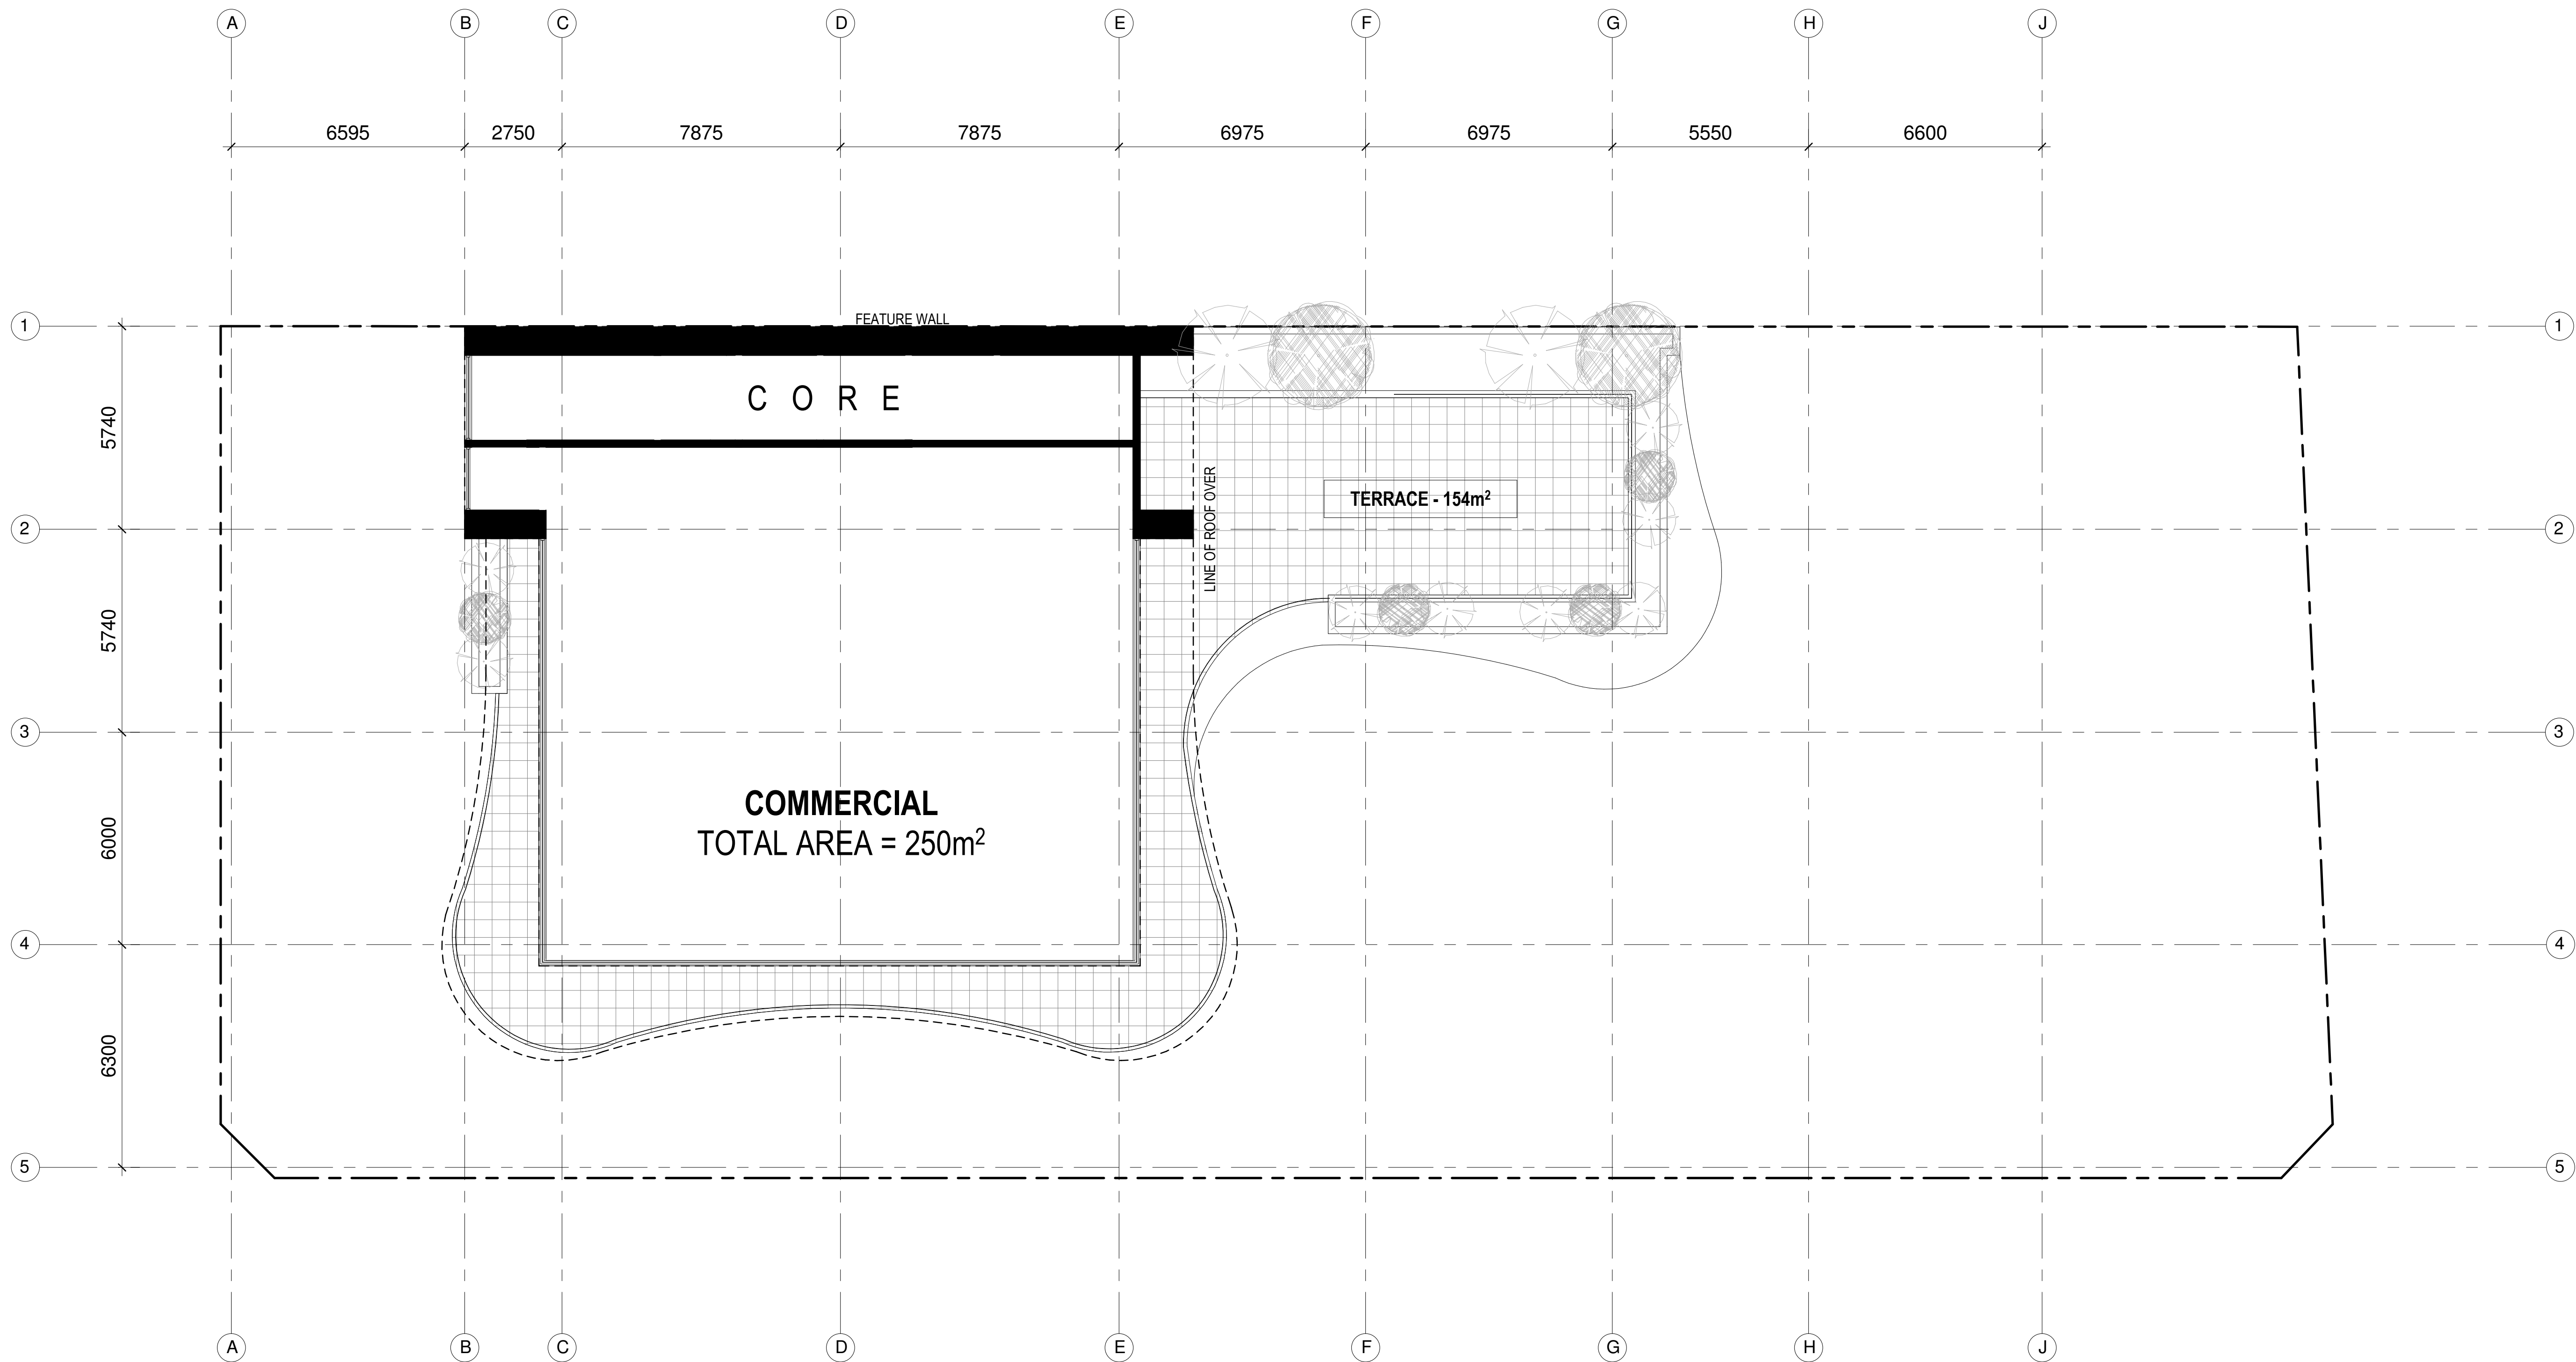 A B C D E F G H J
6595 2750 7875 7875 6975 6975 5550 6600
FEATURE WALL
1 1
C O R E
5740
LINE OF ROOF OVER
TERRACE - 154m²
2 2
5740
3 3
COMMERCIAL
TOTAL AREA = 250m²
6000
4 4
6300
5 5
A B C D E F G H J